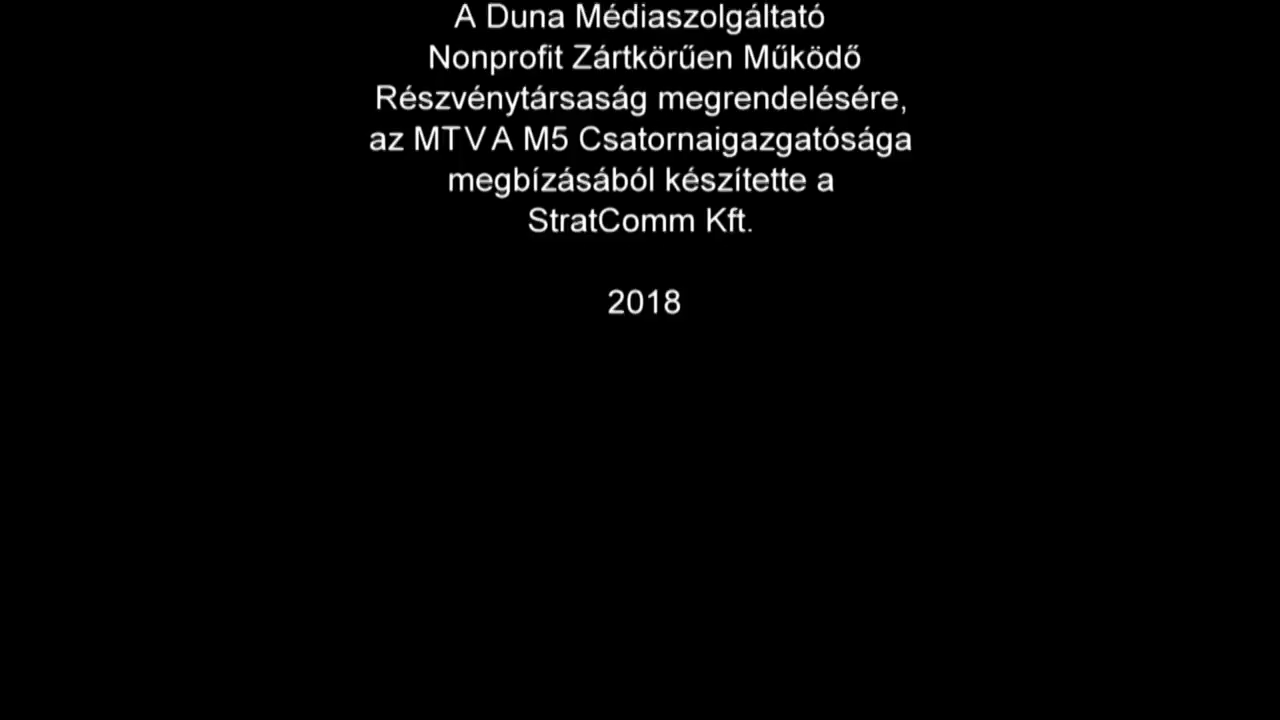 A Duna Médiaszolgáltató
Nonprofit Zártkörűen Működő
Részvénytársaság megrendelésére,
az MTVA M5 Csatornaigazgatósága
megbízásából készítette a
StratComm Kft.
2018